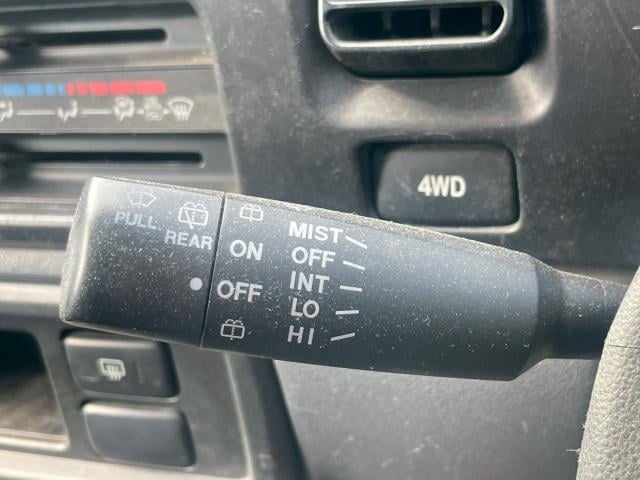 4WD
PULL
REAR
ON
OFF
MIST
OFF
INT
LO
HI